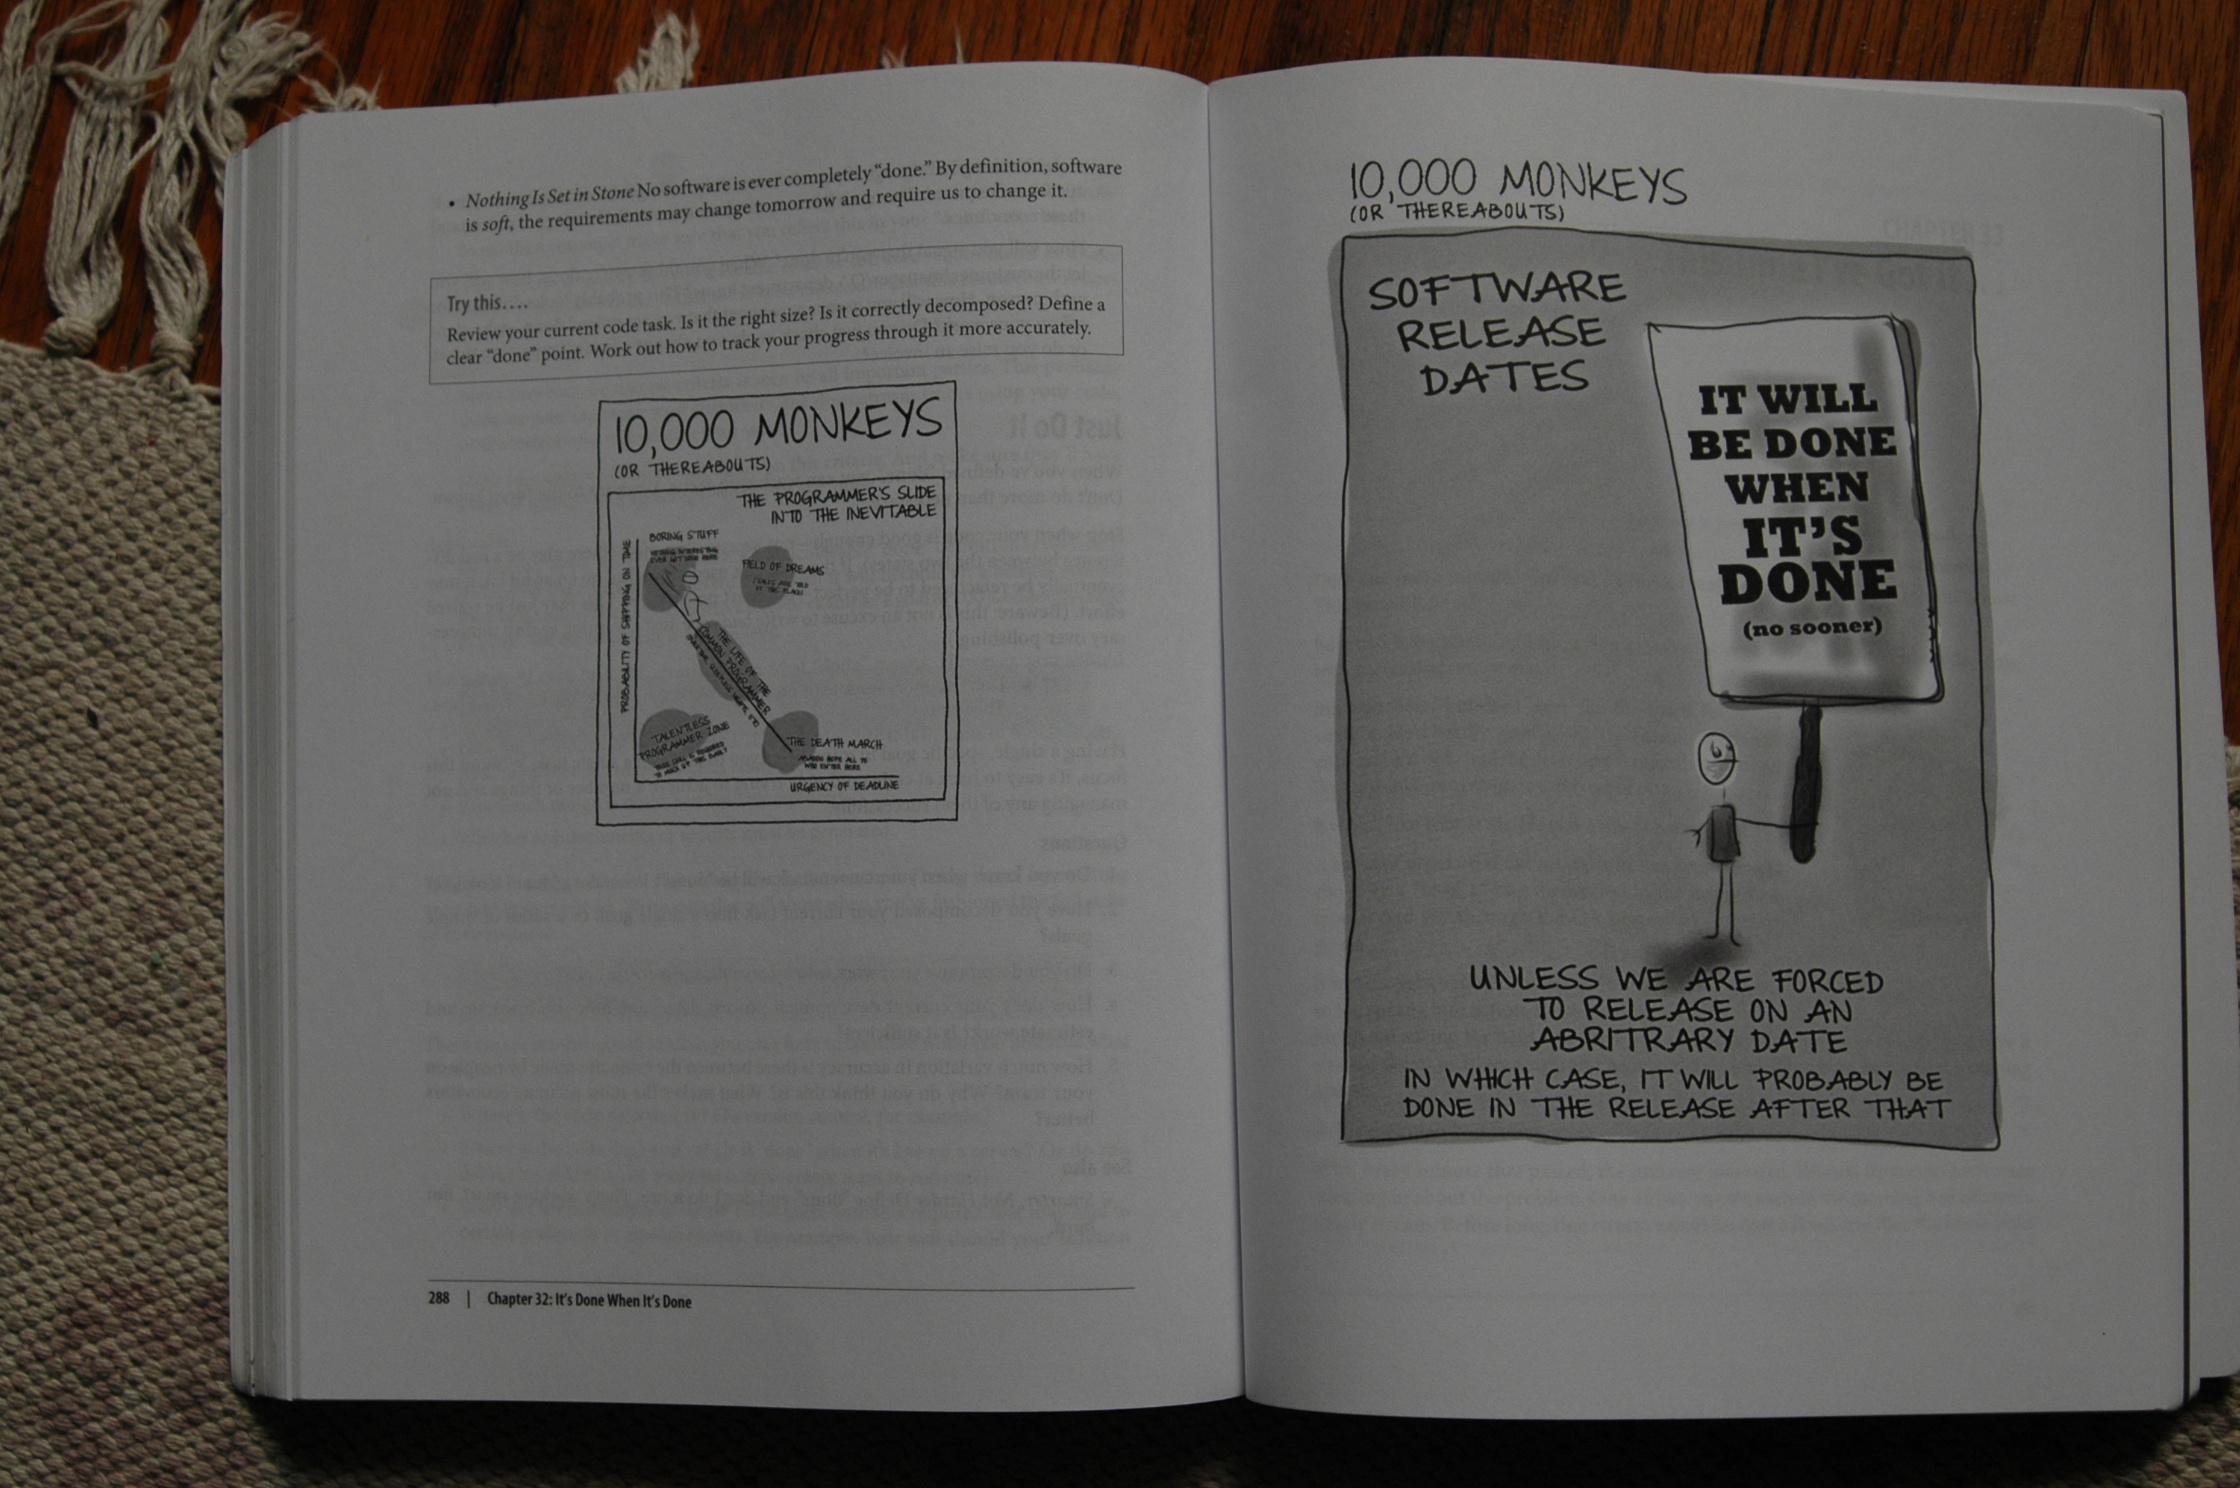 • Nothing Is Set in Stone No software is ever completely “done.” By definition, software
is soft, the requirements may change tomorrow and require us to change it.
Try this….
Review your current code task. Is it the right size? Is it correctly decomposed? Define a
clear “done” point. Work out how to track your progress through it more accurately.
10,000 MONKEYS
(OR THEREABOUTS)
THE PROGRAMMER'S SLIDE
INTO THE INEVITABLE
BORING STUFF
FIELD OF DREAMS
THE LIFE OF THE
COMMON PROGRAMMER
TALENTLESS
PROGRAMMER ZONE
THE DEATH MARCH
PROBABILITY OF SHIPPING ON TIME
URGENCY OF DEADLINE
288 | Chapter 32: It's Done When It's Done
10,000 MONKEYS
(OR THEREABOUTS)
SOFTWARE
RELEASE
DATES
IT WILL
BE DONE
WHEN
IT'S
DONE
(no sooner)
UNLESS WE ARE FORCED
TO RELEASE ON AN
ABRITRARY DATE
IN WHICH CASE, IT WILL PROBABLY BE
DONE IN THE RELEASE AFTER THAT